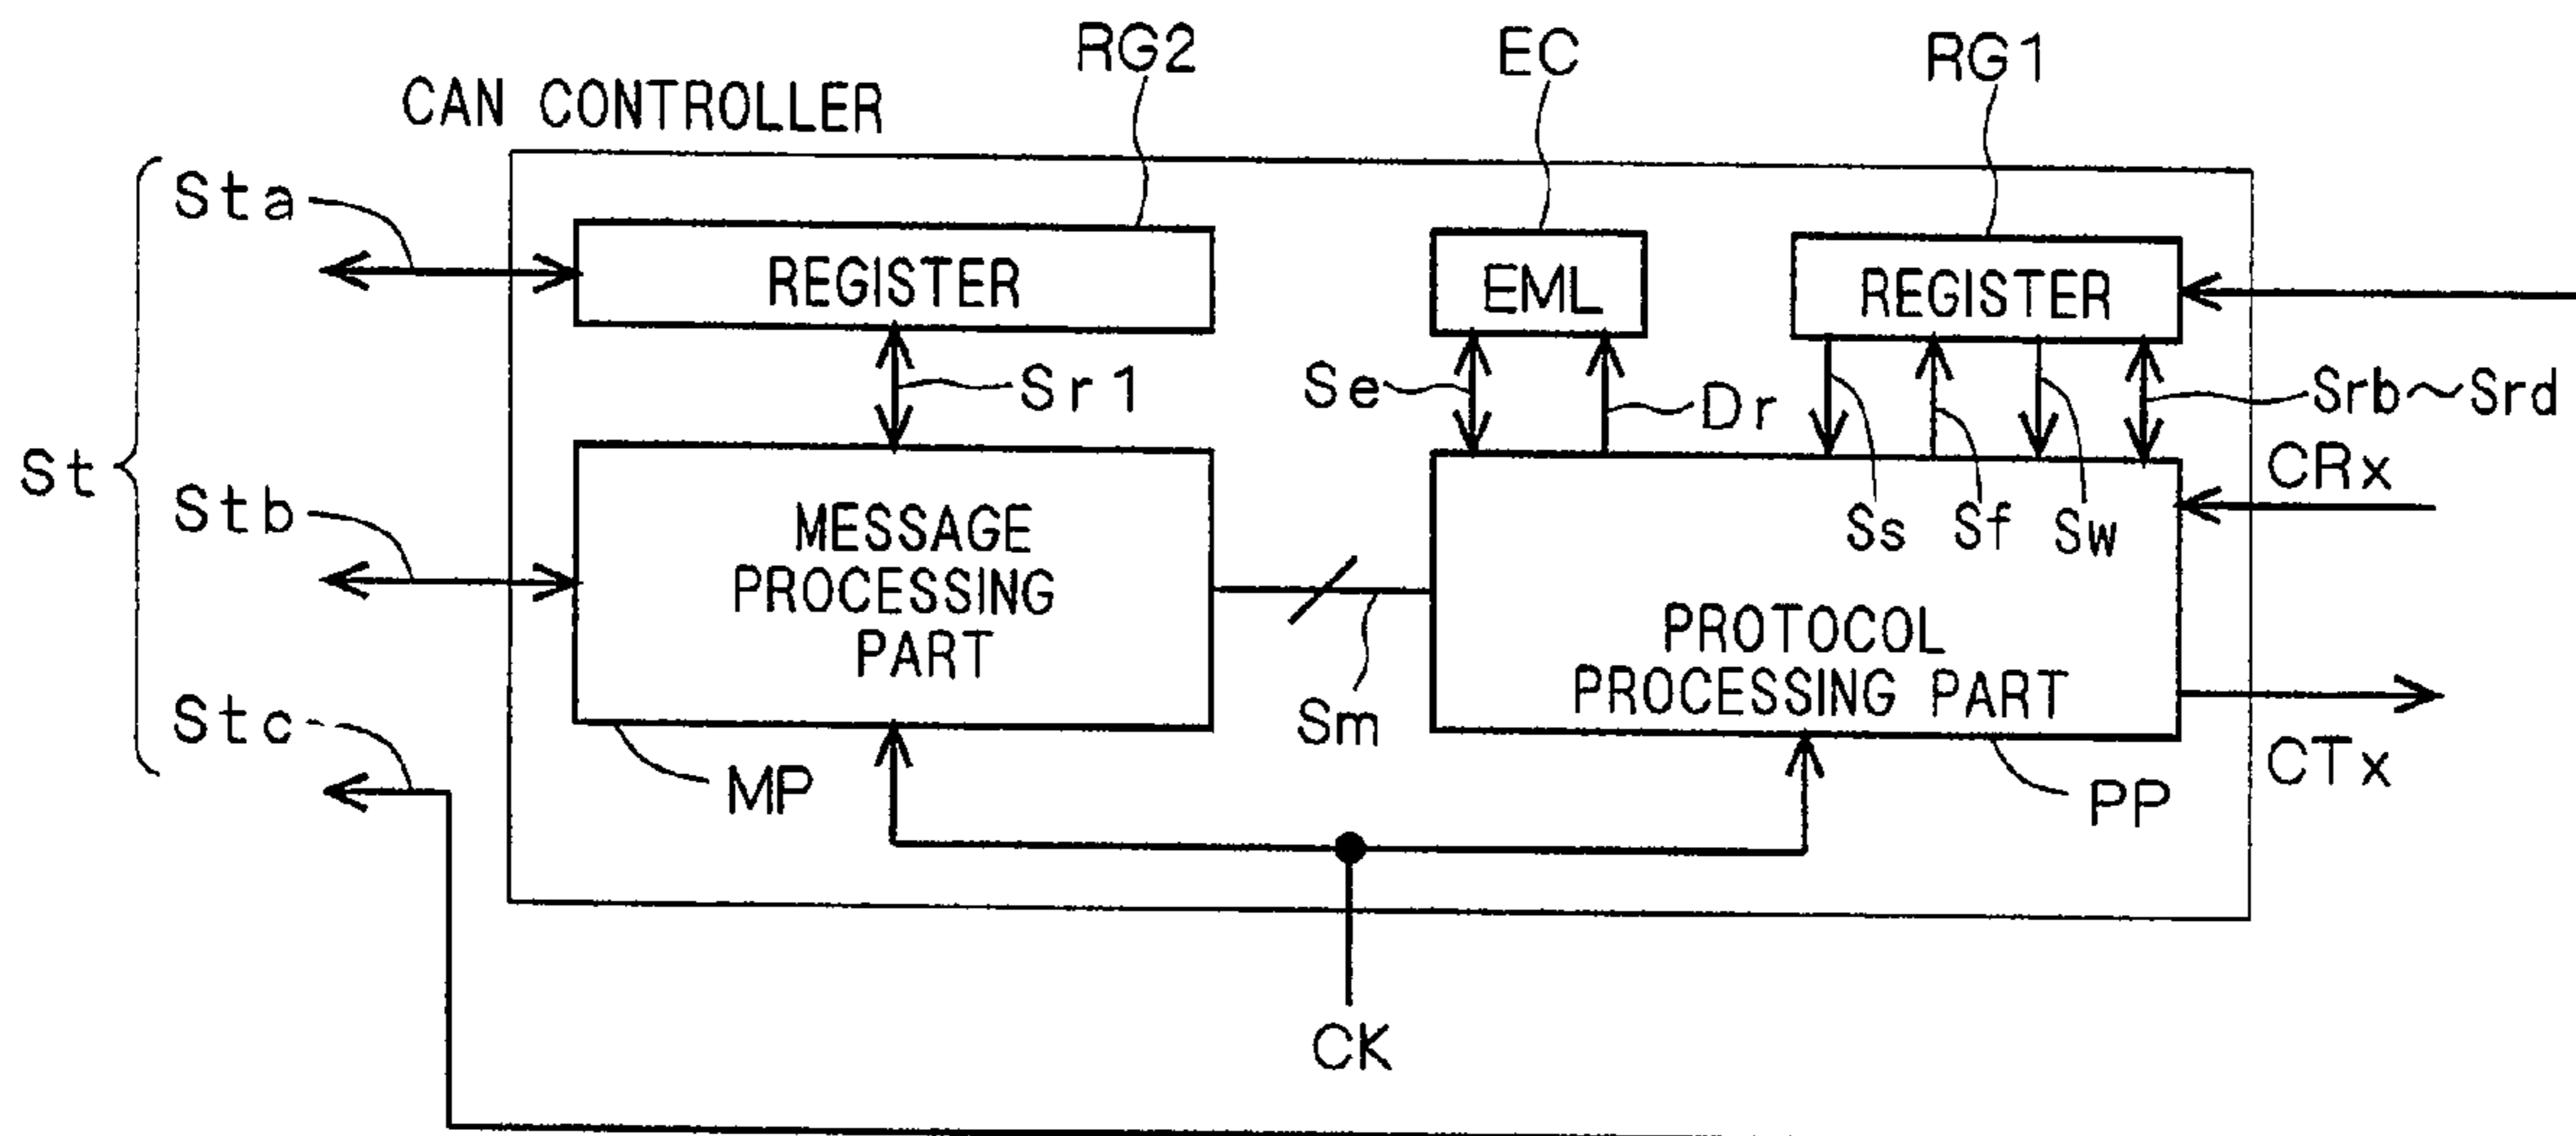 RG2
EC
RG1
CAN CONTROLLER
Sta
REGISTER
EML
REGISTER
Sr1
Se
Dr
Srb~Srd
St
Stb
MESSAGE
PROCESSING
PART
Ss
Sf
Sw
CRx
PROTOCOL
PROCESSING PART
Stc
Sm
MP
PP
CTx
CK